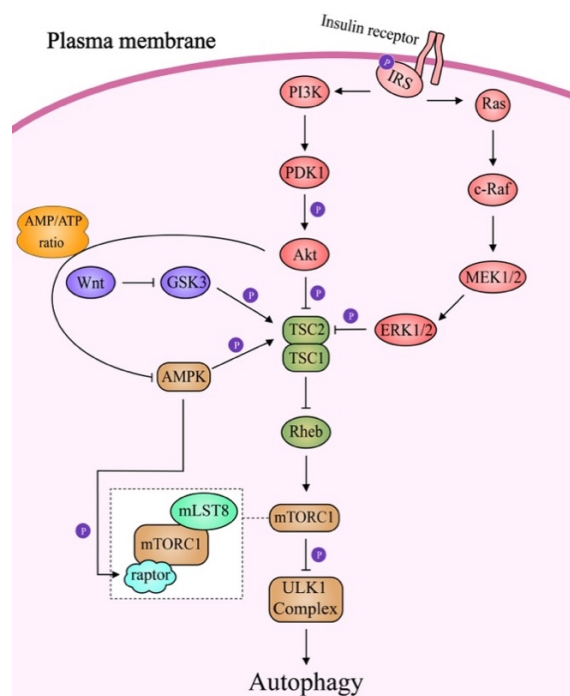 Insulin receptor
Plasma membrane
P
IRS
PI3K
Ras
PDK1
c-Raf
P
AMP/ATP
ratio
Akt
MEK1/2
Wnt
GSK3
P
P
P
TSC2
ERK1/2
P
TSC1
AMPK
Rheb
mLST8
mTORC1
P
mTORC1
P
raptor
ULK1
Complex
Autophagy